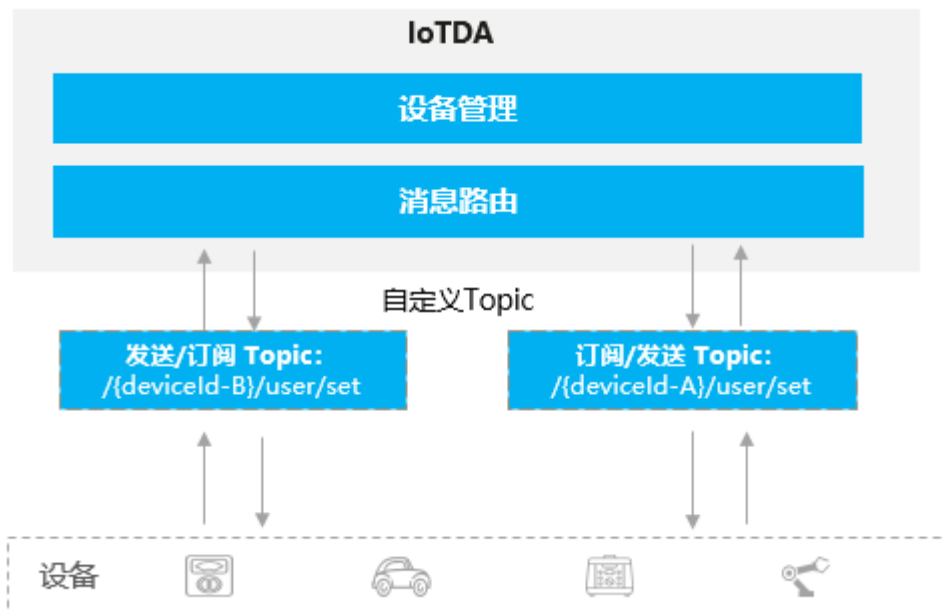 IoTDA
设备管理
消息路由
自定义Topic
发送/订阅 Topic:
/{deviceId-B}/user/set
订阅/发送 Topic:
/{deviceId-A}/user/set
设备